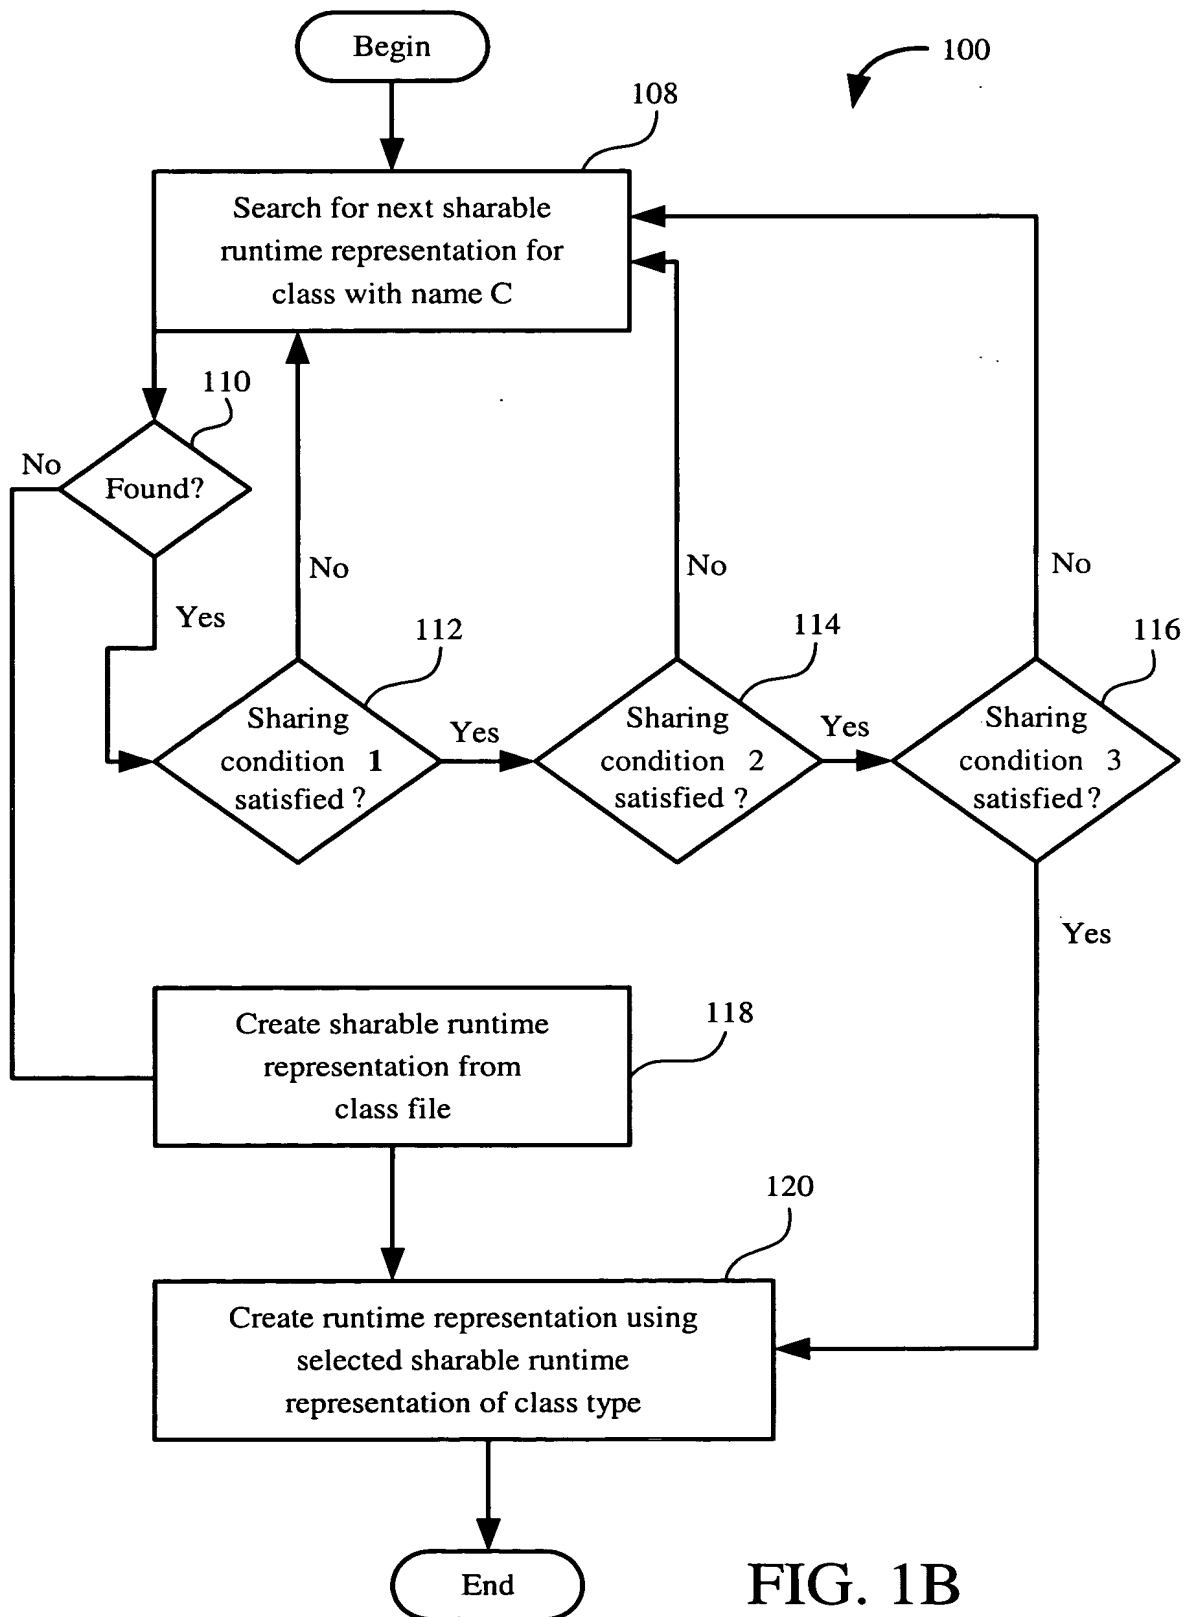 Begin
100
108
Search for next sharable
runtime representation for
class with name C
110
No
Found?
No
No
No
Yes
112
114
116
Sharing
condition 1
satisfied ?
Yes
Sharing
condition 2
satisfied ?
Yes
Sharing
condition 3
satisfied ?
Yes
Create sharable runtime
representation from
class file
118
120
Create runtime representation using
selected sharable runtime
representation of class type
End
FIG. 1B